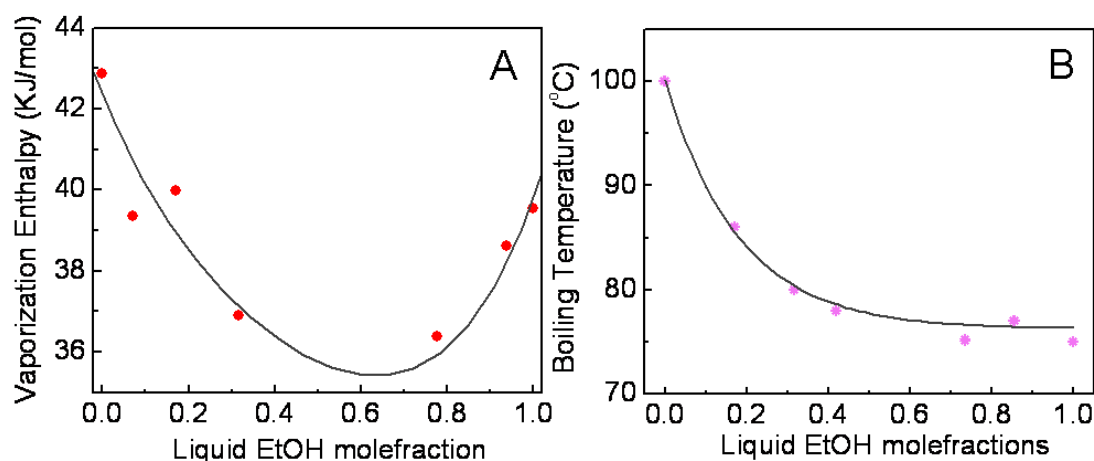 A
Vaporization Enthalpy (KJ/mol)
44
42
40
38
36
0.0 0.2 0.4 0.6 0.8 1.0
Liquid EtOH molefraction
B
Boiling Temperature (°C)
100
90
80
70
0.0 0.2 0.4 0.6 0.8 1.0
Liquid EtOH molefractions